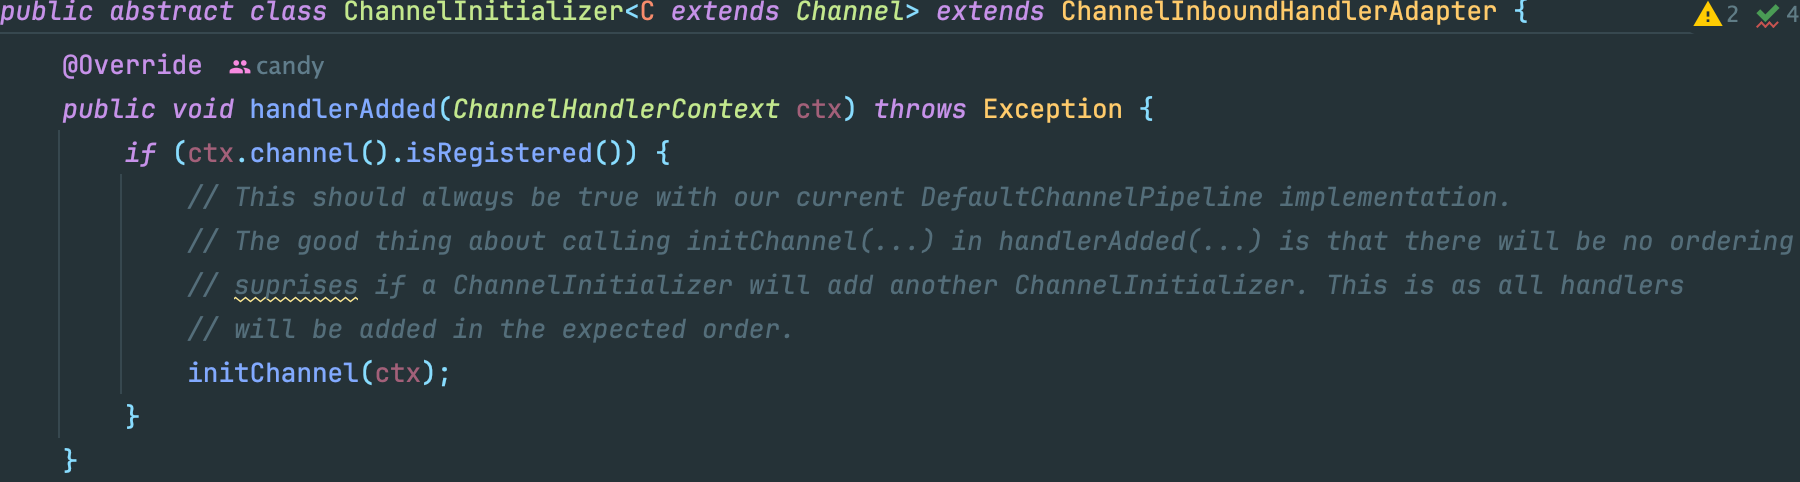 public abstract class ChannelInitializer<C extends Channel> extends ChannelInboundHandlerAdapter { 2 4
@Override candy
public void handlerAdded(ChannelHandlerContext ctx) throws Exception {
if (ctx.channel().isRegistered()) {
// This should always be true with our current DefaultChannelPipeline implementation.
// The good thing about calling initChannel(...) in handlerAdded(...) is that there will be no ordering
// suprises if a ChannelInitializer will add another ChannelInitializer. This is as all handlers
// will be added in the expected order.
initChannel(ctx);
}
}